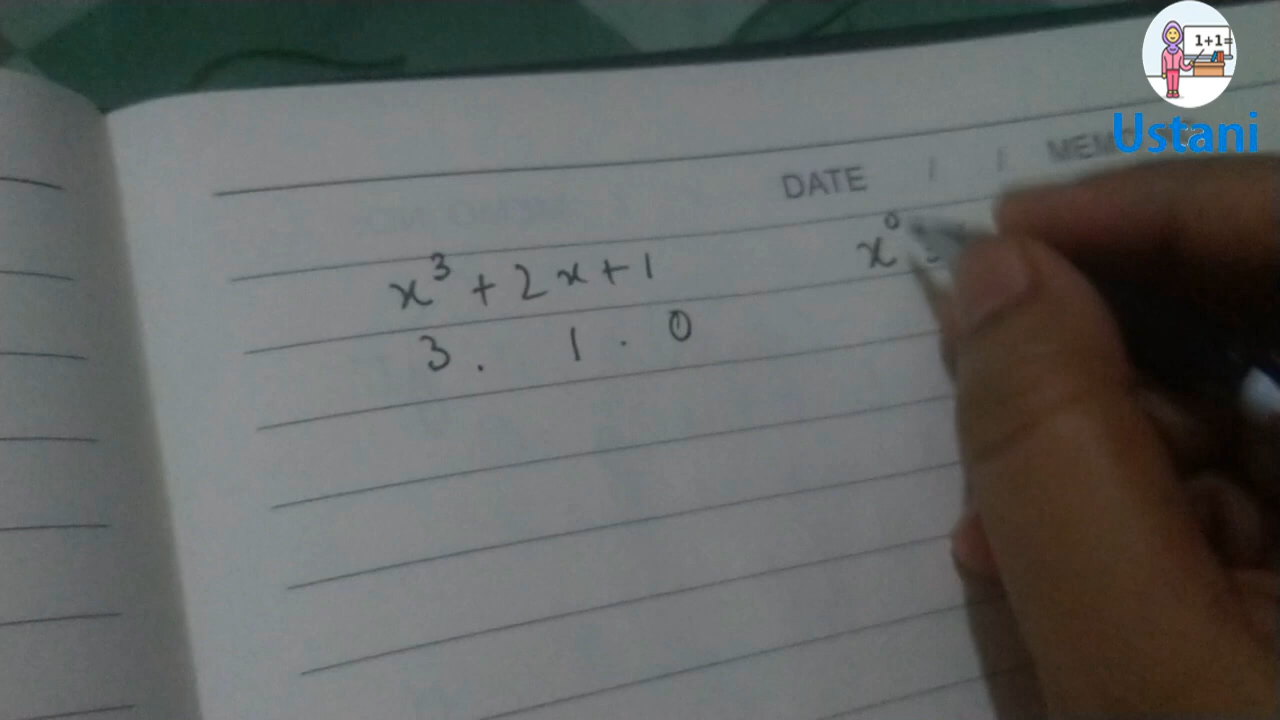 1+1=
Ustani
DATE / /
x³ + 2x + 1
x⁰
3 . 1 . 0